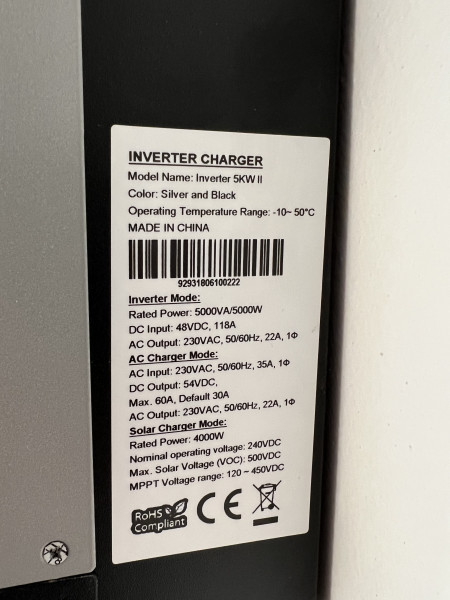 INVERTER CHARGER
Model Name: Inverter 5KW II
Color: Silver and Black
Operating Temperature Range: -10~ 50°C
MADE IN CHINA
92931806100222
Inverter Mode:
Rated Power: 5000VA/5000W
DC Input: 48VDC, 118A
AC Output: 230VAC, 50/60Hz, 22A, 1Φ
AC Charger Mode:
AC Input: 230VAC, 50/60Hz, 35A, 1Φ
DC Output: 54VDC,
Max. 60A, Default 30A
AC Output: 230VAC, 50/60Hz, 22A, 1Φ
Solar Charger Mode:
Rated Power: 4000W
Nominal operating voltage: 240VDC
Max. Solar Voltage (VOC): 500VDC
MPPT Voltage range: 120 ~ 450VDC
RoHS
Compliant
CE